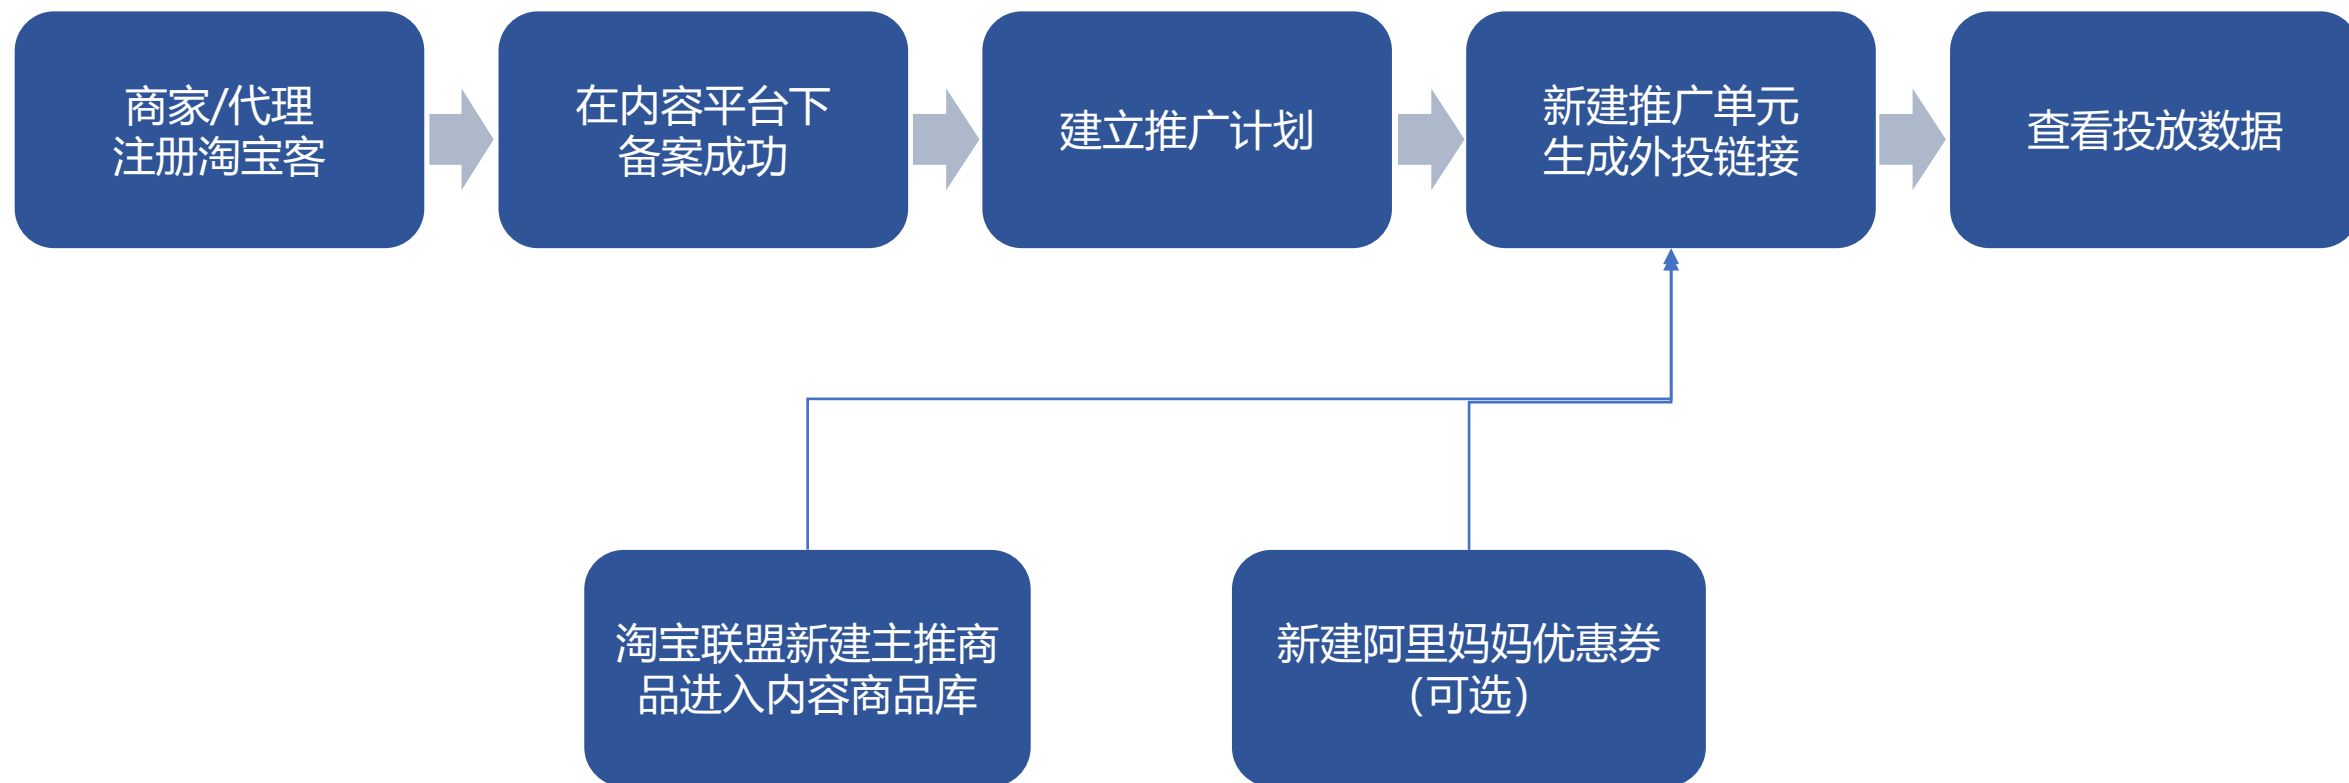 商家/代理
注册淘宝客
在内容平台下
备案成功
建立推广计划
新建推广单元
生成外投链接
查看投放数据
淘宝联盟新建主推商
品进入内容商品库
新建阿里妈妈优惠券
（可选）